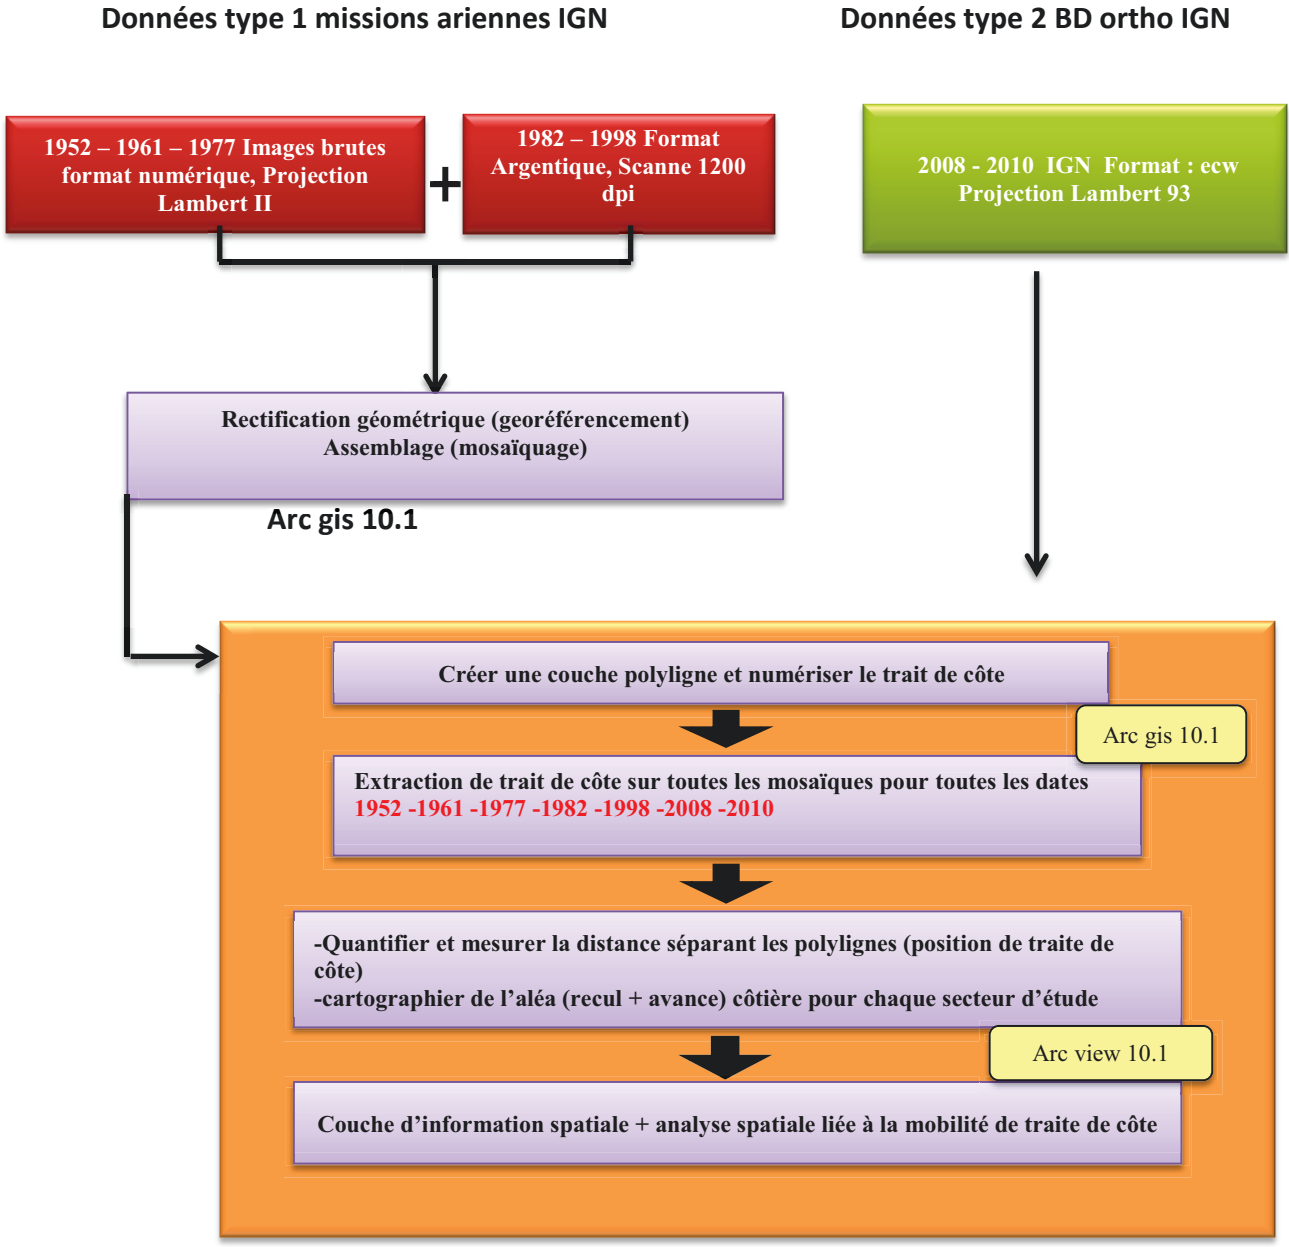 Données type 1 missions ariennes IGN
Données type 2 BD ortho IGN
1952 – 1961 – 1977 Images brutes
format numérique, Projection
Lambert II
+
1982 – 1998 Format
Argentique, Scanne 1200
dpi
2008 - 2010 IGN Format : ecw
Projection Lambert 93
Rectification géométrique (georéférencement)
Assemblage (mosaïquage)
Arc gis 10.1
Créer une couche polyligne et numériser le trait de côte
Arc gis 10.1
Extraction de trait de côte sur toutes les mosaïques pour toutes les dates
1952 -1961 -1977 -1982 -1998 -2008 -2010
-Quantifier et mesurer la distance séparant les polylignes (position de traite de
côte)
-cartographier de l’aléa (recul + avance) côtière pour chaque secteur d’étude
Arc view 10.1
Couche d’information spatiale + analyse spatiale liée à la mobilité de traite de côte